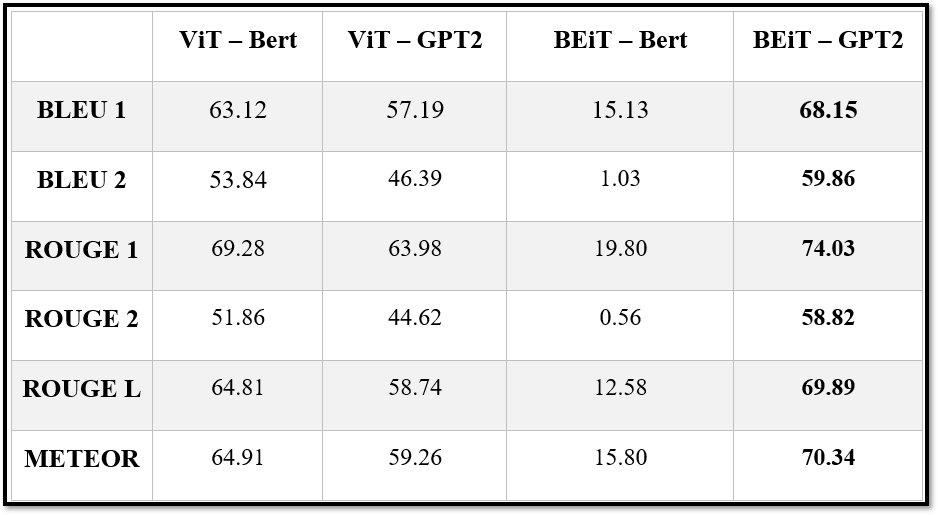 ViT – Bert ViT – GPT2 BEiT – Bert BEiT – GPT2
BLEU 1 63.12 57.19 15.13 68.15
BLEU 2 53.84 46.39 1.03 59.86
ROUGE 1 69.28 63.98 19.80 74.03
ROUGE 2 51.86 44.62 0.56 58.82
ROUGE L 64.81 58.74 12.58 69.89
METEOR 64.91 59.26 15.80 70.34